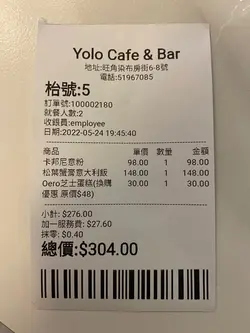 Yolo Cafe & Bar
地址:旺角染布房街6-8號
電話:51967085
枱號:5
訂單號:100002180
就餐人數:2
收銀員:employee
日期:2022-05-24 19:45:40
商品 單價 數量 金額
卡邦尼意粉 98.00 1 98.00
松葉蟹膏意大利飯 148.00 1 148.00
Oero芝士蛋糕(換購 30.00 1 30.00
優惠 原價$48)
小計: $276.00
加一服務費: $27.60
抹零: $0.40
總價:$304.00